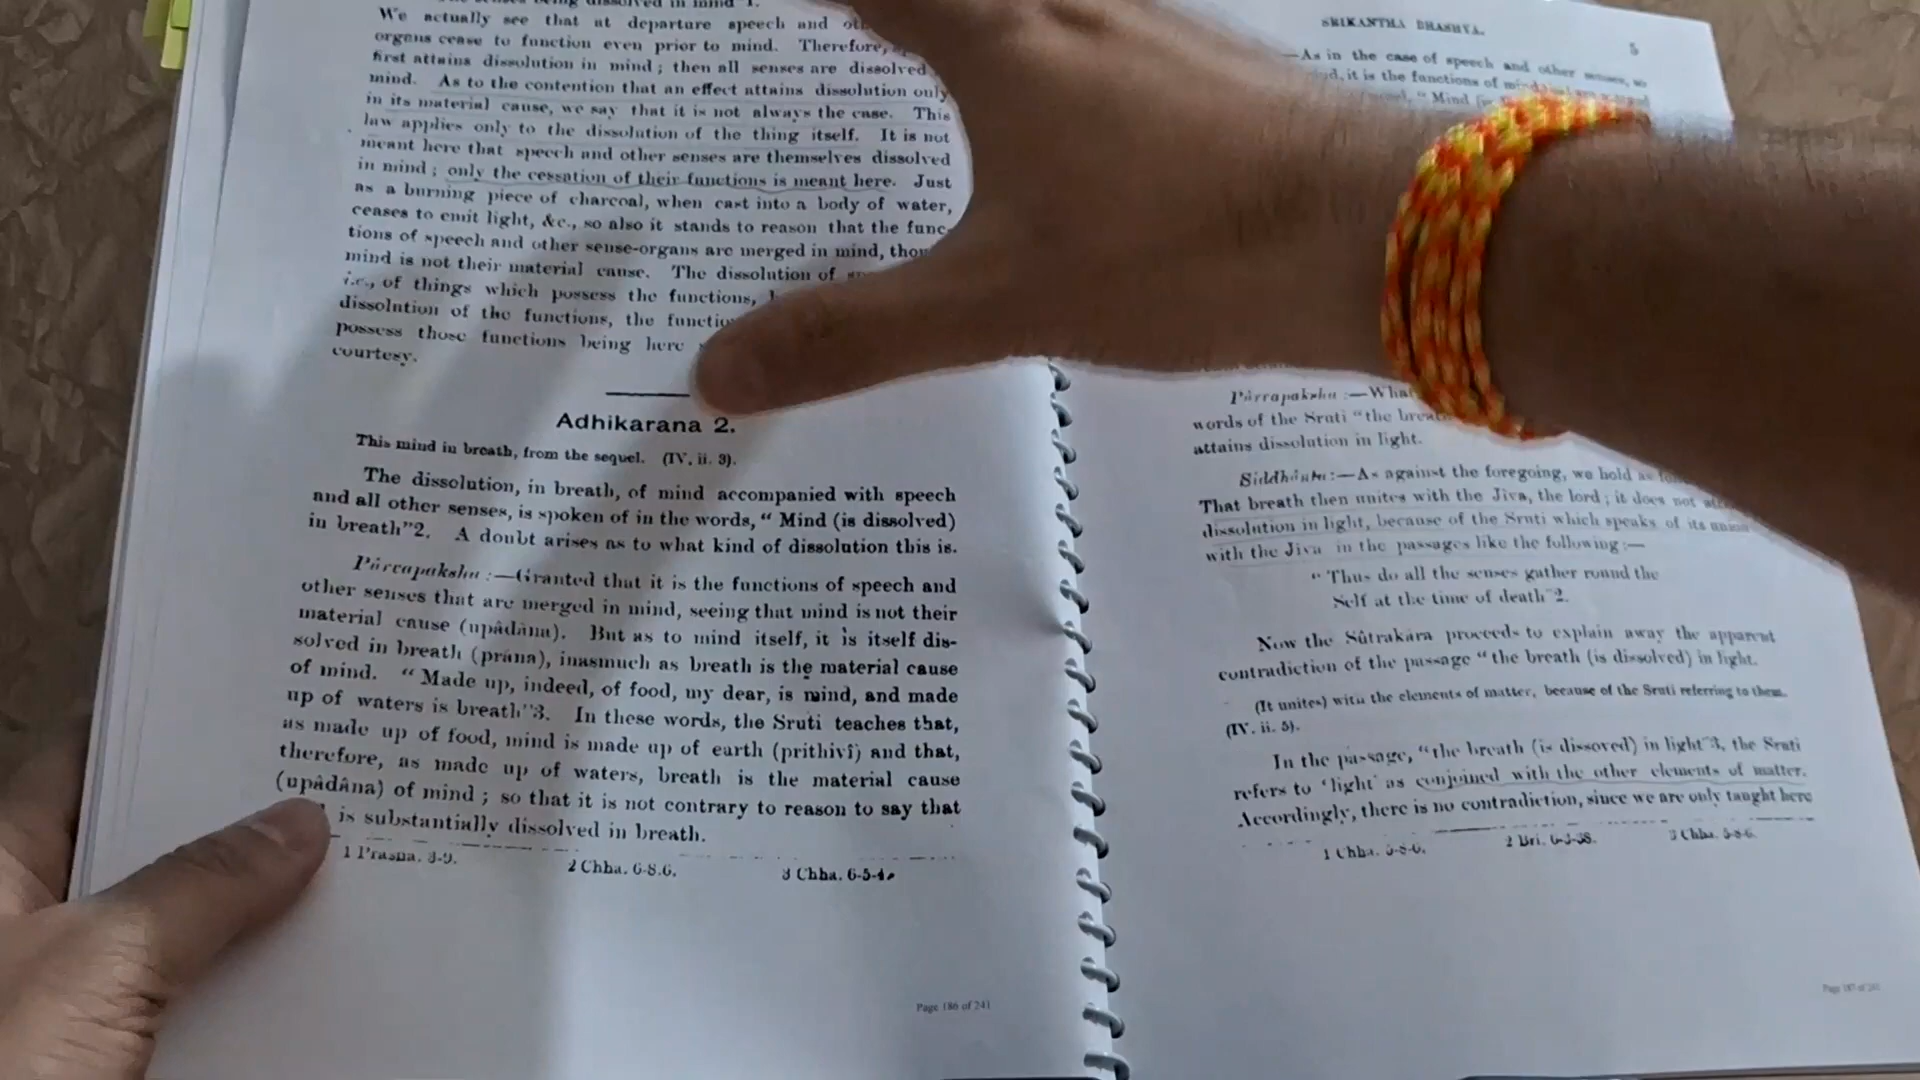 We actually see that at departure speech and
organs cease to function even prior to mind. Therefore,
first attains dissolution in mind ; then all senses are dissolved
mind. As to the contention that an effect attains dissolution only
in its material cause, we say that it is not always the case. This
law applies only to the dissolution of the thing itself. It is not
meant here that speech and other senses are themselves dissolved
in mind ; only the cessation of their functions is meant here. Just
as a burning piece of charcoal, when cast into a body of water,
ceases to emit light, &c., so also it stands to reason that the func-
tions of speech and other sense-organs are merged in mind,
mind is not their material cause. The dissolution of
i.e., of things which possess the functions,
dissolution of the functions, the
possess those functions being here
courtesy.
Adhikarana 2.
This mind in breath, from the sequel. (IV. ii. 3).
The dissolution, in breath, of mind accompanied with speech
and all other senses, is spoken of in the words, “ Mind (is dissolved)
in breath”2. A doubt arises as to what kind of dissolution this is.
Pûrvapaksha :—Granted that it is the functions of speech and
other senses that are merged in mind, seeing that mind is not their
material cause (upâdâna). But as to mind itself, it is itself dis-
solved in breath (prâna), inasmuch as breath is the material cause
of mind. “ Made up, indeed, of food, my dear, is mind, and made
up of waters is breath”3. In these words, the Sruti teaches that,
as made up of food, mind is made up of earth (prithivî) and that,
therefore, as made up of waters, breath is the material cause
(upâdâna) of mind ; so that it is not contrary to reason to say that
is substantially dissolved in breath.
1 Prasna. 3-9. 2 Chha. 6-8.6. 3 Chha. 6-5-4.
Page 186 of 241
SRIKANTHA BHASHYA. 5
—As in the case of speech and other senses, so
it is the functions of
“ Mind
Pûrvapaksha :—
words of the Sruti “the
attains dissolution in light.
Siddhânta:—As against the foregoing, we hold as
That breath then unites with the Jiva, the lord ; it does not
dissolution in light, because of the Sruti which speaks of its union
with the Jiva in the passages like the following :—
“ Thus do all the senses gather round the
Self at the time of death”2.
Now the Sûtrakâra proceeds to explain away the apparent
contradiction of the passage “ the breath (is dissolved) in light.
(It unites) with the elements of matter, because of the Sruti referring to them.
(IV. ii. 5).
In the passage, “the breath (is dissoved) in light”3, the Sruti
refers to ‘light’ as conjoined with the other elements of matter.
Accordingly, there is no contradiction, since we are only taught here
1 Chha. 2 Bri. 3 Chha.
Page 187 of 241